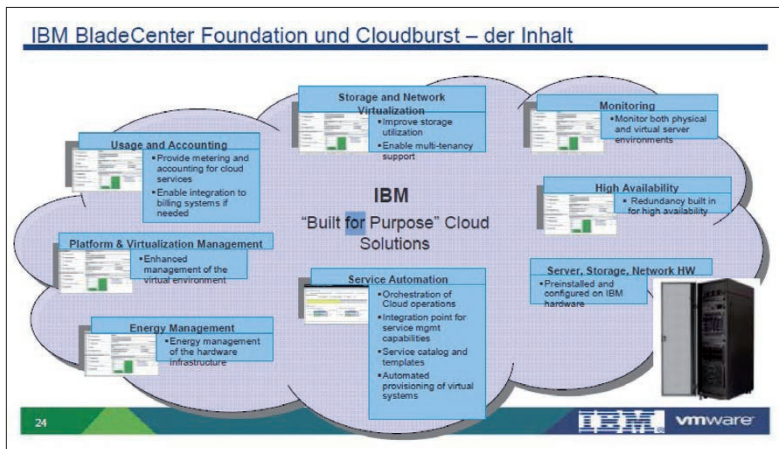 IBM BladeCenter Foundation und Cloudburst – der Inhalt
Storage and Network
Virtualization
▪Improve storage
utilization
▪Enable multi-tenancy
support
Monitoring
▪Monitor both physical
and virtual server
environments
Usage and Accounting
▪Provide metering and
accounting for cloud
services
▪Enable integration to
billing systems if
needed
IBM
“Built for Purpose” Cloud
Solutions
High Availability
▪Redundancy built in
for high availability
Platform & Virtualization Management
▪Enhanced
management of the
virtual environment
Service Automation
▪Orchestration of
Cloud operations
▪Integration point for
service mgmt
capabilities
▪Service catalog and
templates
▪Automated
provisioning of virtual
systems
Server, Storage, Network HW
▪Preinstalled and
configured on IBM
hardware
Energy Management
▪Energy management
of the hardware
infrastructure
24
IBM®
vmware